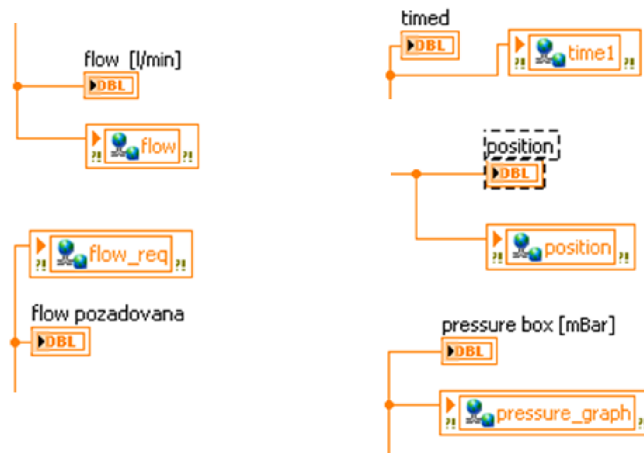 flow [l/min]
DBL
?! flow ?!
?! flow_req ?!
flow pozadovana
DBL
timed
DBL
?! time1 ?!
position
DBL
?! position ?!
pressure box [mBar]
DBL
?! pressure_graph ?!